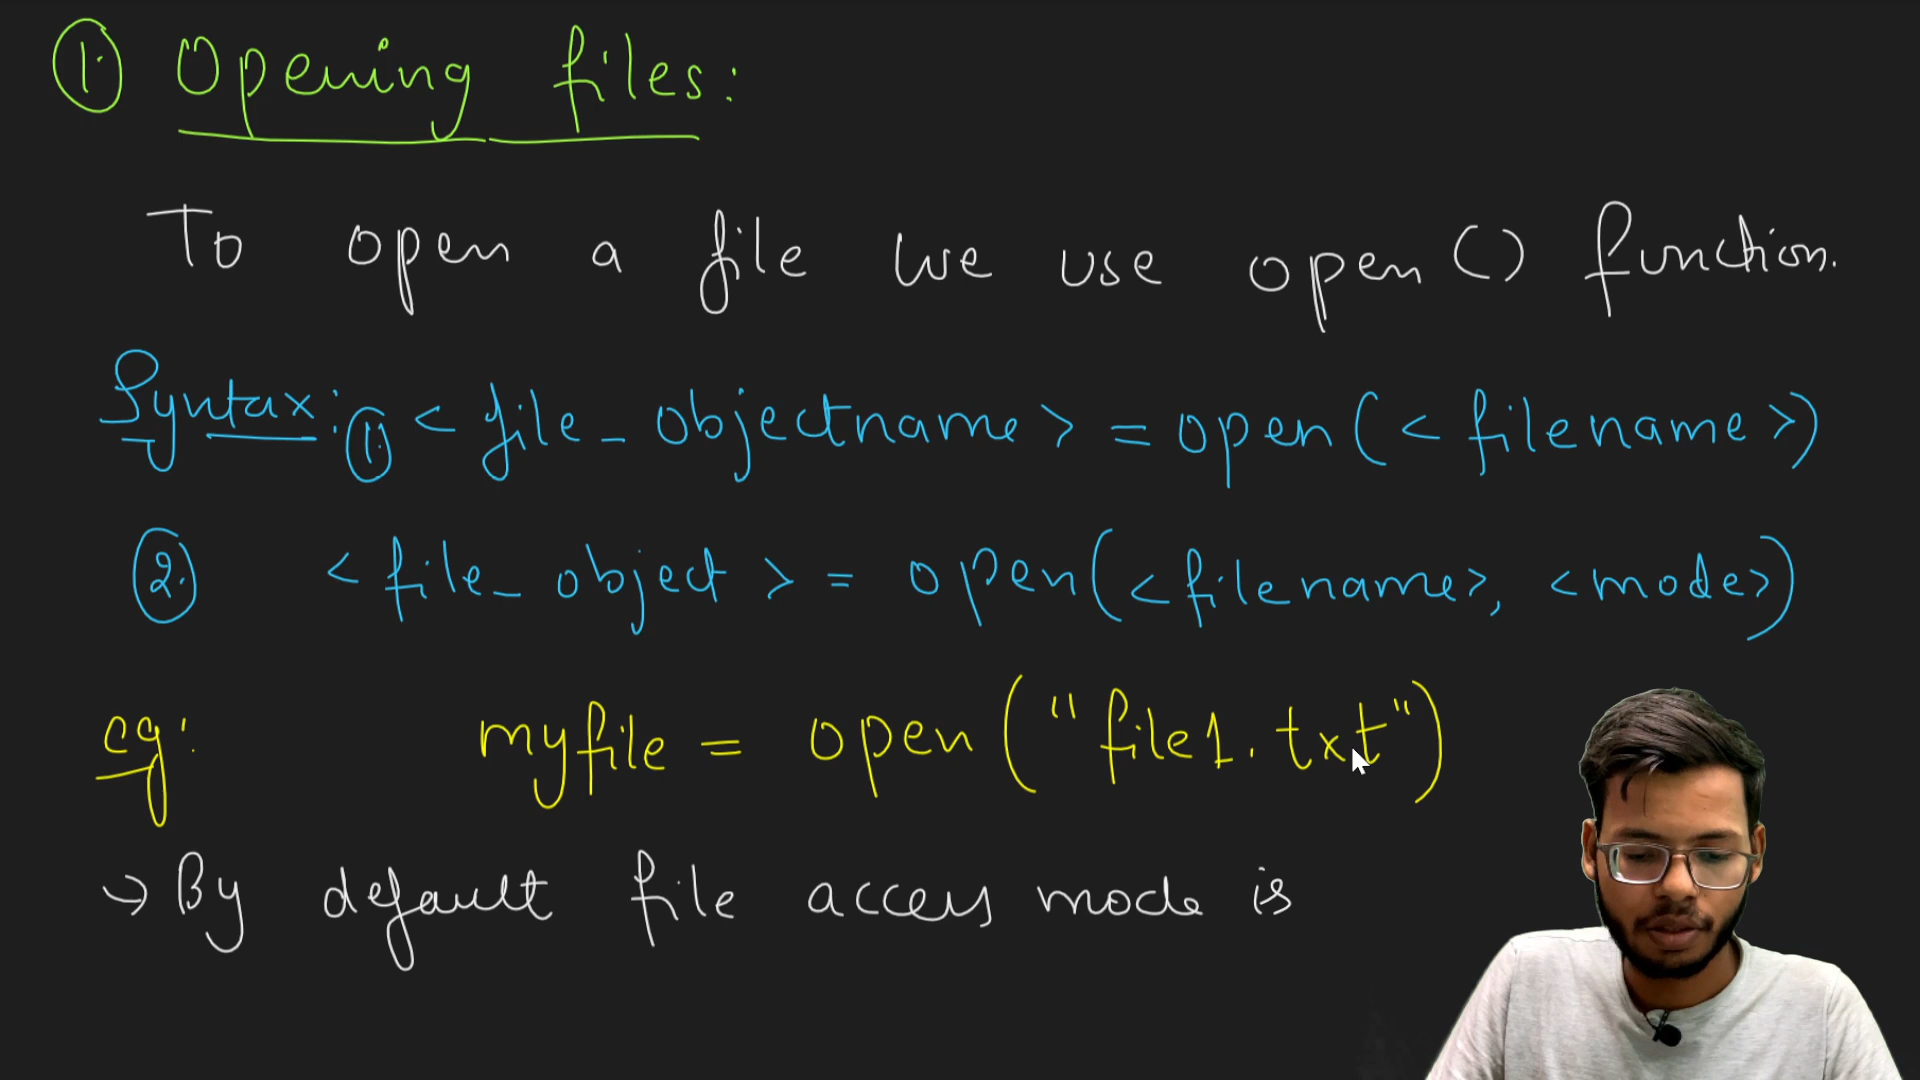 1. Opening files:
To open a file we use open() function.
Syntax: 1. <file_objectname> = open(<filename>)
2. <file_object> = open(<filename>, <mode>)
eg: myfile = open("file1.txt")
→ By default file access mode is